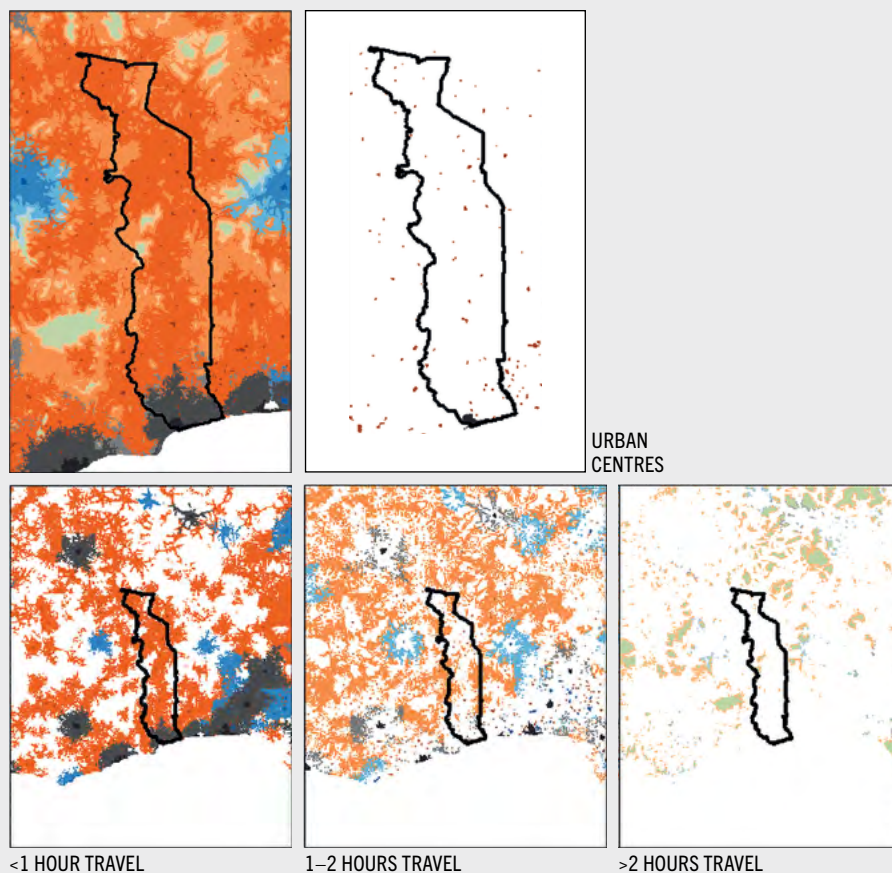 URBAN
CENTRES
<1 HOUR TRAVEL
1–2 HOURS TRAVEL
>2 HOURS TRAVEL